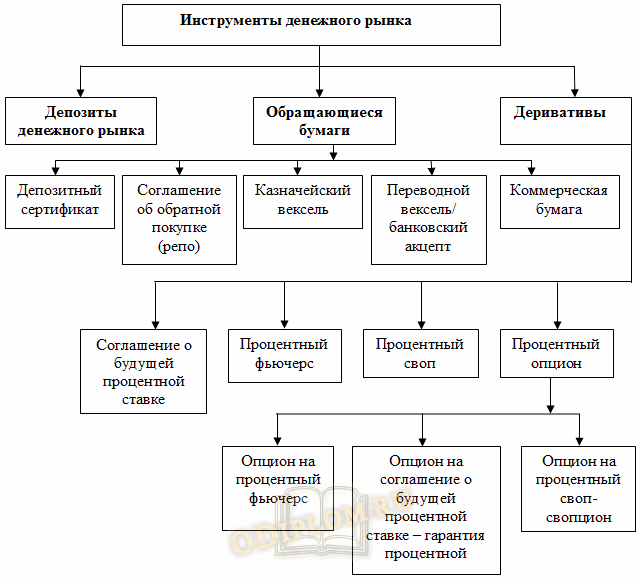 Инструменты денежного рынка
Депозиты
денежного рынка
Обращающиеся
бумаги
Деривативы
Депозитный
сертификат
Соглашение
об обратной
покупке
(репо)
Казначейский
вексель
Переводной
вексель/
банковский
акцепт
Коммерческая
бумага
Соглашение о
будущей
процентной
ставке
Процентный
фьючерс
Процентный
своп
Процентный
опцион
Опцион на
процентный
фьючерс
Опцион на
соглашение о
будущей
процентной
ставке – гарантия
процентной
Опцион на
процентный
своп-
свопцион
ODIPLOM.RU